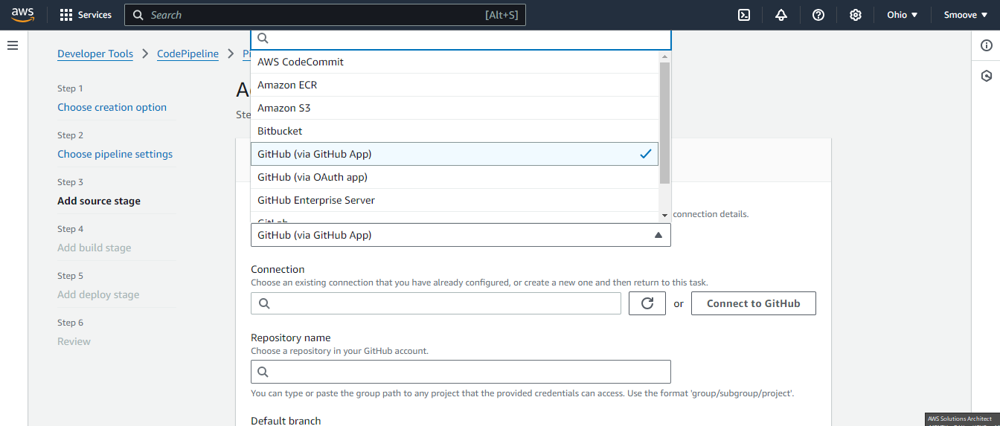 aws
Services
Search
[Alt+S]
Ohio
Smoove
Developer Tools
CodePipeline
Step 1
Choose creation option
Step 2
Choose pipeline settings
Step 3
Add source stage
Step 4
Add build stage
Step 5
Add deploy stage
Step 6
Review
AWS CodeCommit
Amazon ECR
Amazon S3
Bitbucket
GitHub (via GitHub App)
GitHub (via OAuth app)
GitHub Enterprise Server
GitLab
connection details.
GitHub (via GitHub App)
Connection
Choose an existing connection that you have already configured, or create a new one and then return to this task.
or
Connect to GitHub
Repository name
Choose a repository in your GitHub account.
You can type or paste the group path to any project that the provided credentials can access. Use the format 'group/subgroup/project'.
Default branch
AWS Solutions Architect